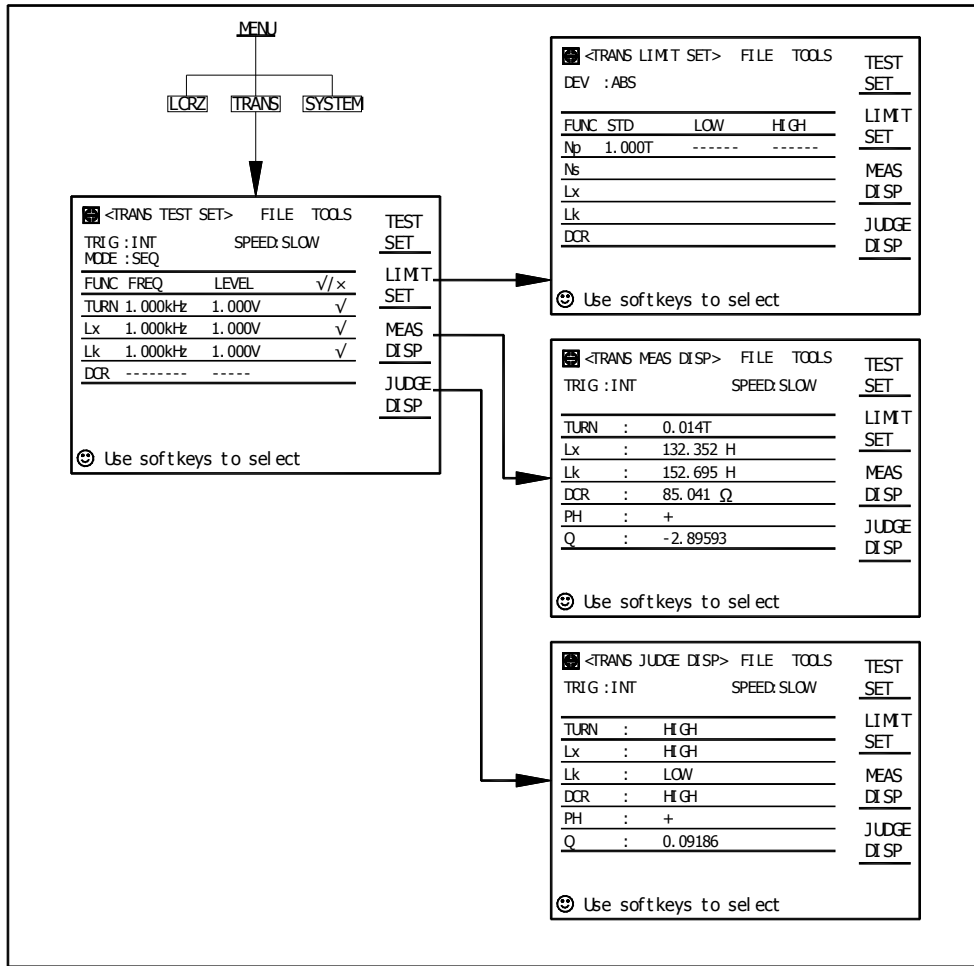 MENU
LCRZ TRANS SYSTEM
<TRANS TEST SET> FILE TOOLS
TRIG :INT SPEED:SLOW
MODE :SEQ
FUNC FREQ LEVEL √/×
TURN 1.000kHz 1.000V √
Lx 1.000kHz 1.000V √
Lk 1.000kHz 1.000V √
DCR -------- -----
Use softkeys to select
TEST
SET
LIMIT
SET
MEAS
DISP
JUDGE
DISP
<TRANS LIMIT SET> FILE TOOLS
DEV :ABS
FUNC STD LOW HIGH
Np 1.000T ------ ------
Ns
Lx
Lk
DCR
Use softkeys to select
TEST
SET
LIMIT
SET
MEAS
DISP
JUDGE
DISP
<TRANS MEAS DISP> FILE TOOLS
TRIG :INT SPEED:SLOW
TURN : 0.014T
Lx : 132.352 H
Lk : 152.695 H
DCR : 85.041 Ω
PH : +
Q : -2.89593
Use softkeys to select
TEST
SET
LIMIT
SET
MEAS
DISP
JUDGE
DISP
<TRANS JUDGE DISP> FILE TOOLS
TRIG :INT SPEED:SLOW
TURN : HIGH
Lx : HIGH
Lk : LOW
DCR : HIGH
PH : +
Q : 0.09186
Use softkeys to select
TEST
SET
LIMIT
SET
MEAS
DISP
JUDGE
DISP